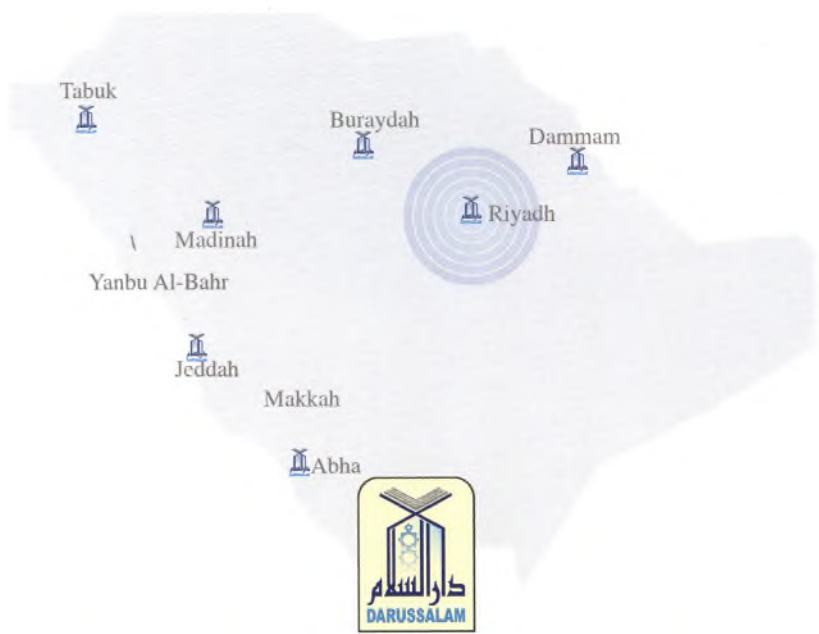 Tabuk
Buraydah
Dammam
Riyadh
Madinah
Yanbu Al-Bahr
Jeddah
Makkah
Abha
دار السلام
DARUSSALAM